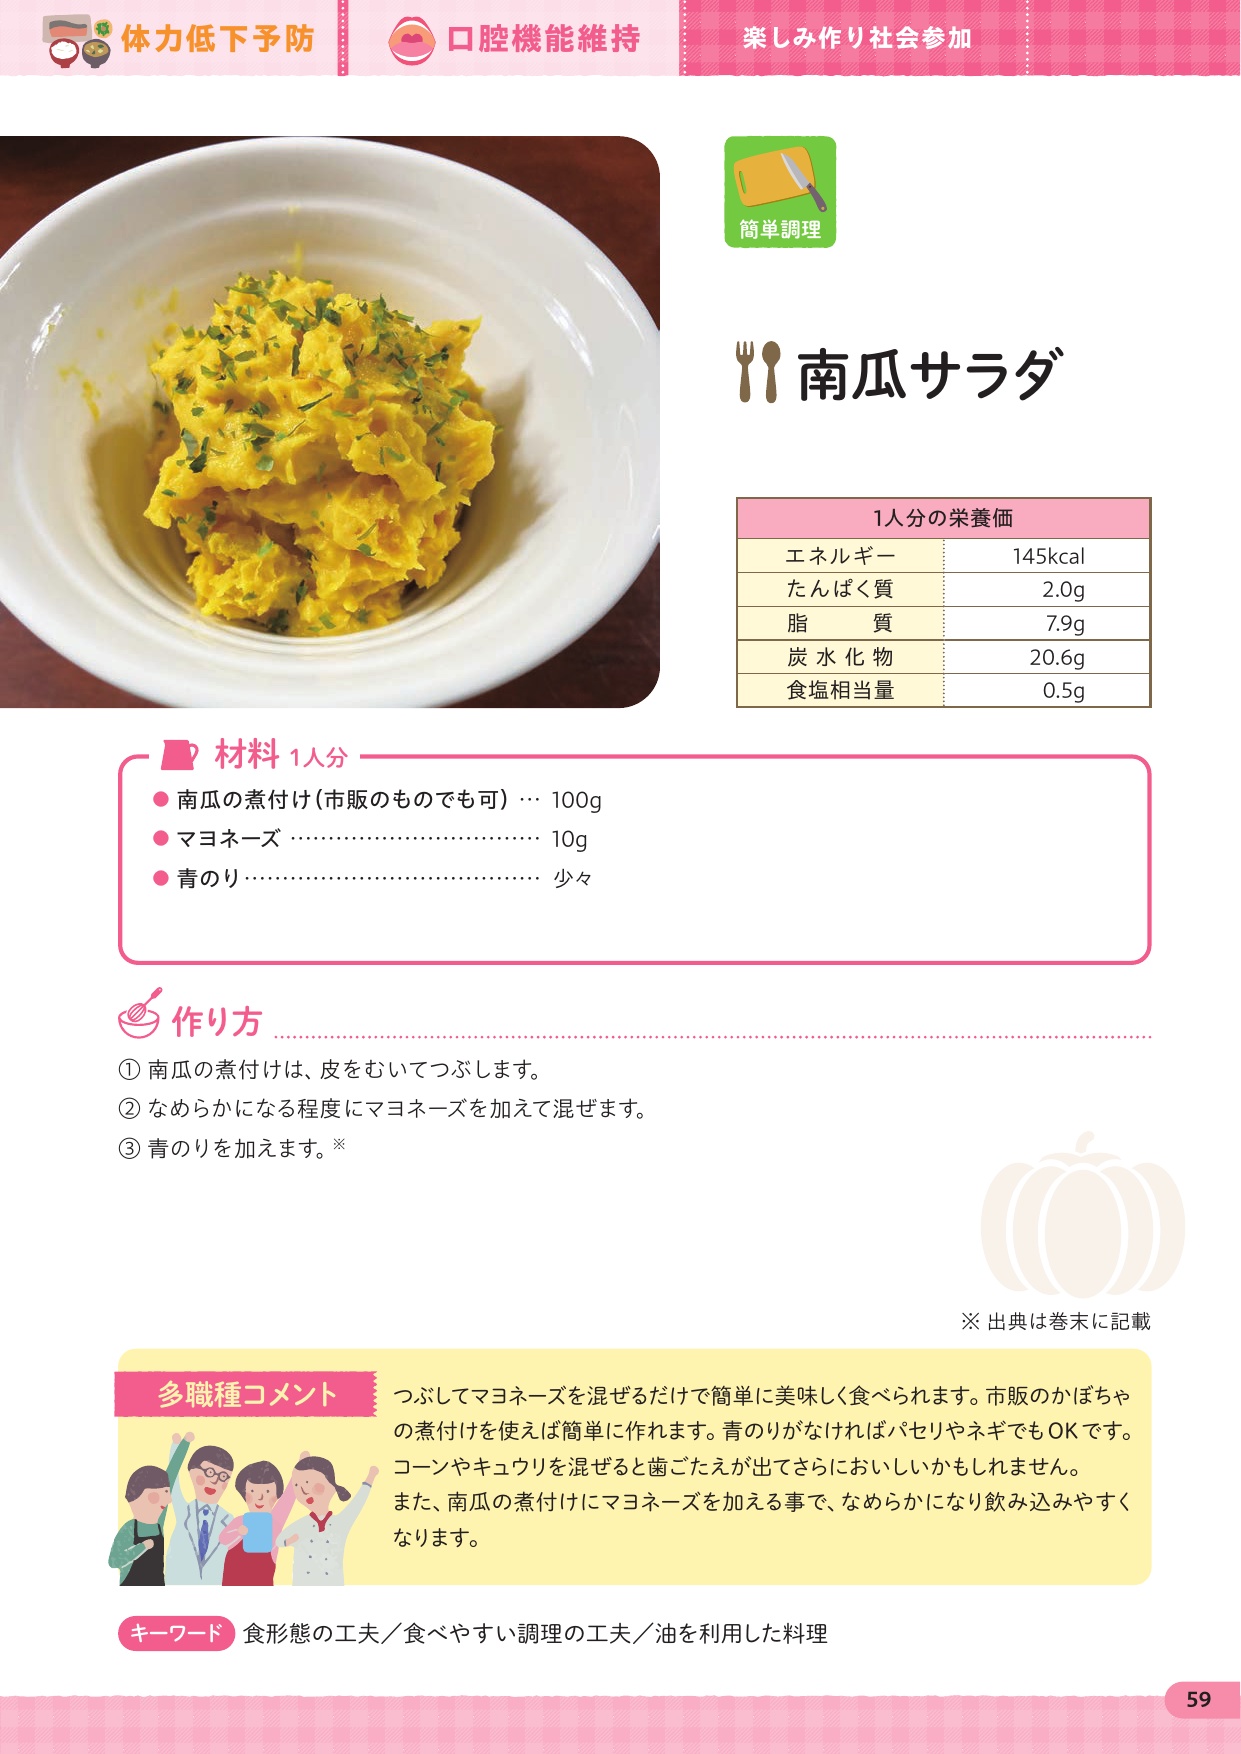 体力低下予防
口腔機能維持
楽しみ作り社会参加
簡単調理
南瓜サラダ
1人分の栄養価
エネルギー 145kcal
たんぱく質 2.0g
脂質 7.9g
炭水化物 20.6g
食塩相当量 0.5g
材料 1人分
● 南瓜の煮付け（市販のものでも可）… 100g
● マヨネーズ …………………………… 10g
● 青のり………………………………… 少々
作り方
① 南瓜の煮付けは、皮をむいてつぶします。
② なめらかになる程度にマヨネーズを加えて混ぜます。
③ 青のりを加えます。※
※ 出典は巻末に記載
多職種コメント
つぶしてマヨネーズを混ぜるだけで簡単に美味しく食べられます。市販のかぼちゃ
の煮付けを使えば簡単に作れます。青のりがなければパセリやネギでもOKです。
コーンやキュウリを混ぜると歯ごたえが出てさらにおいしいかもしれません。
また、南瓜の煮付けにマヨネーズを加える事で、なめらかになり飲み込みやすく
なります。
キーワード 食形態の工夫／食べやすい調理の工夫／油を利用した料理
59